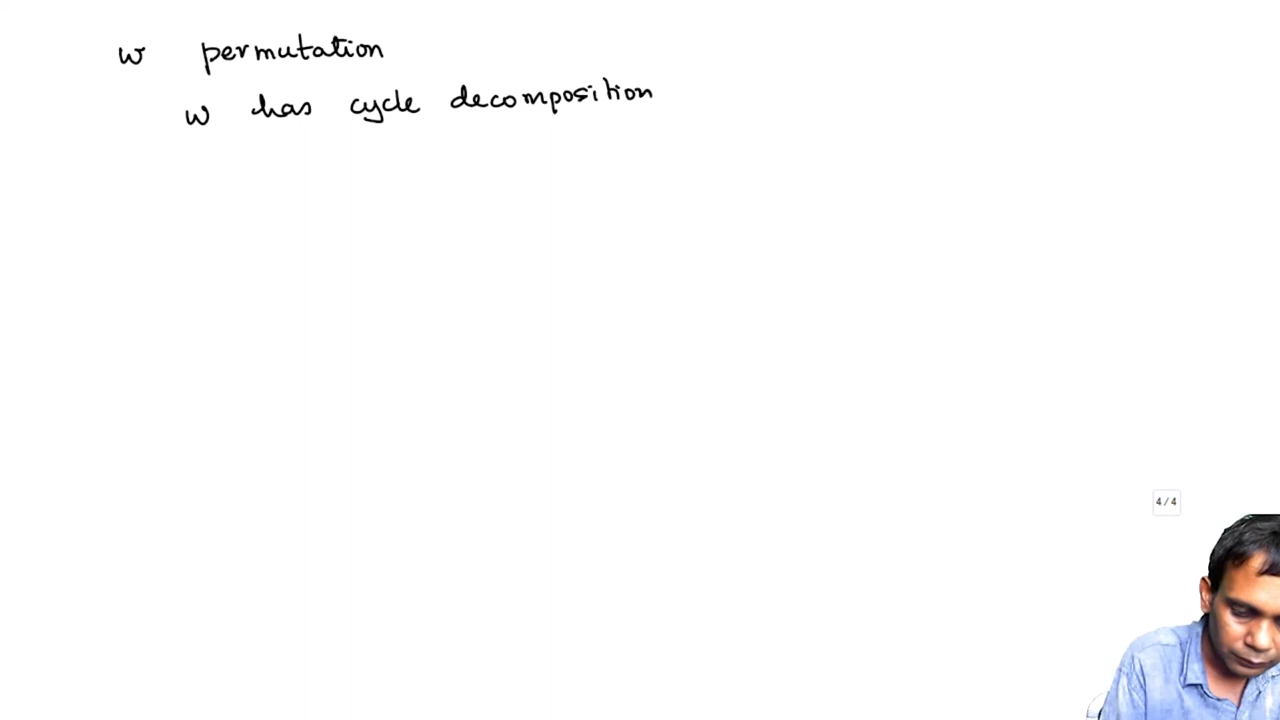 w permutation
w has cycle decomposition
4/4